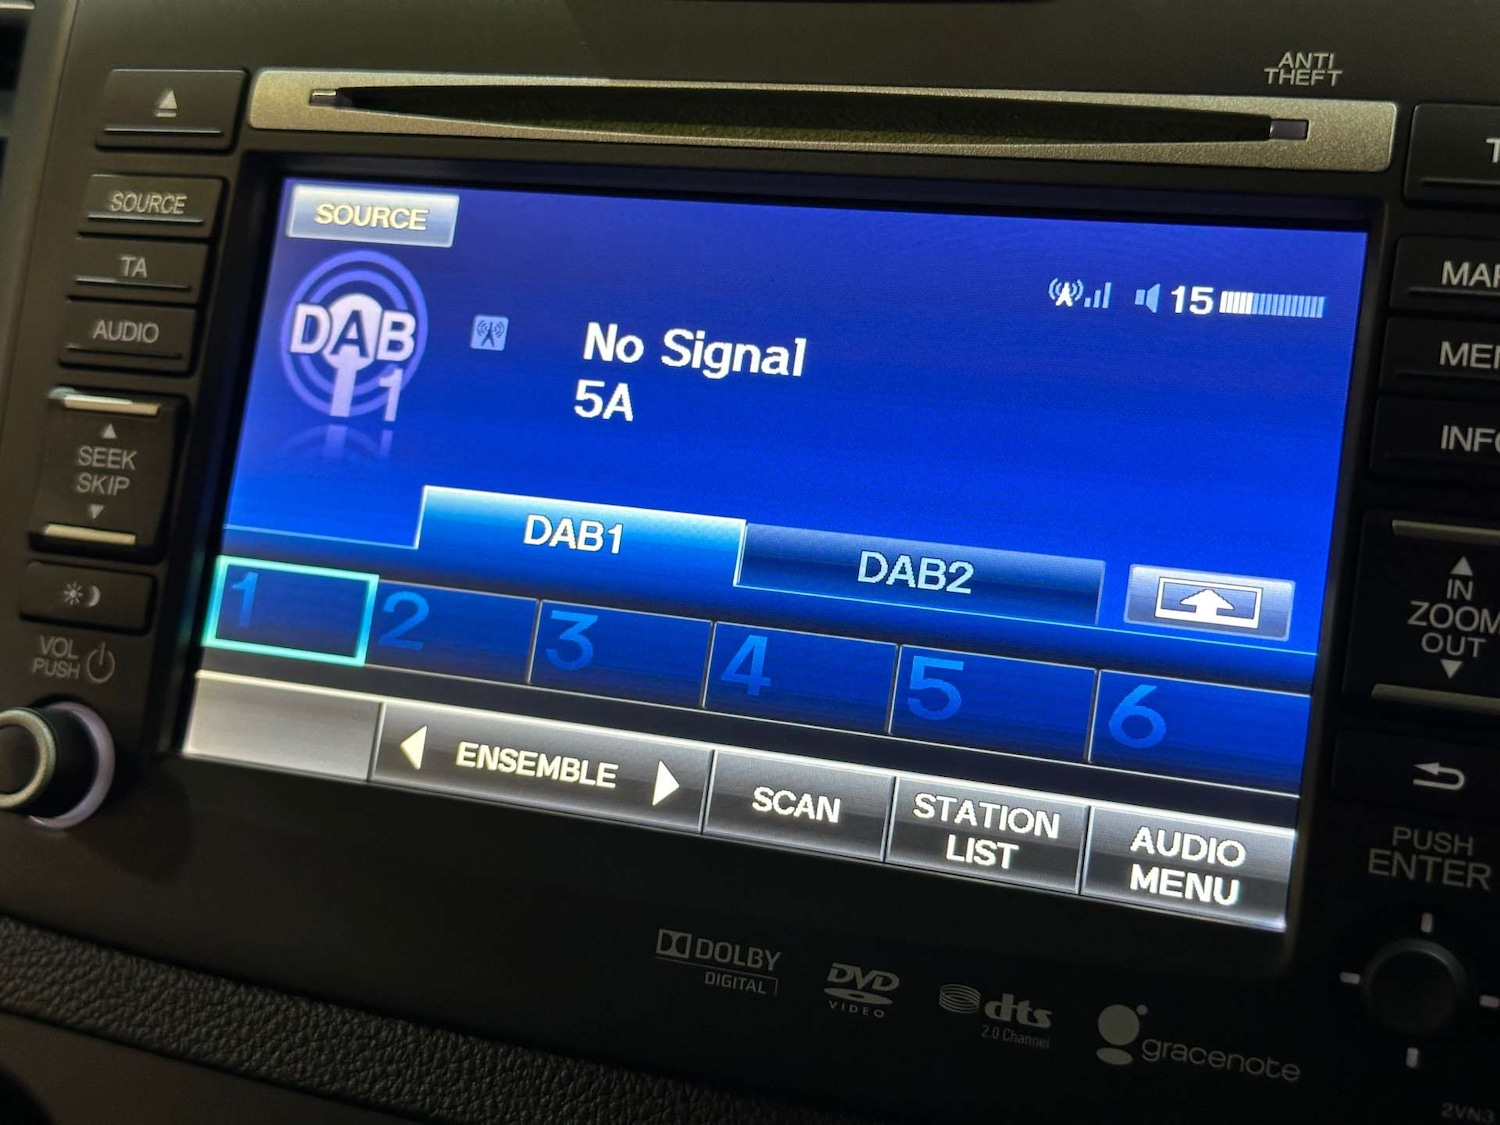 ANTI
THEFT
SOURCE
TA
AUDIO
SEEK
SKIP
VOL
PUSH
SOURCE
DAB
1
15
No Signal
5A
DAB1
DAB2
1
2
3
4
5
6
ENSEMBLE
SCAN
STATION
LIST
AUDIO
MENU
IN
ZOOM
OUT
PUSH
ENTER
DOLBY
DIGITAL
DVD
VIDEO
dts
2.0 Channel
gracenote
2VN3